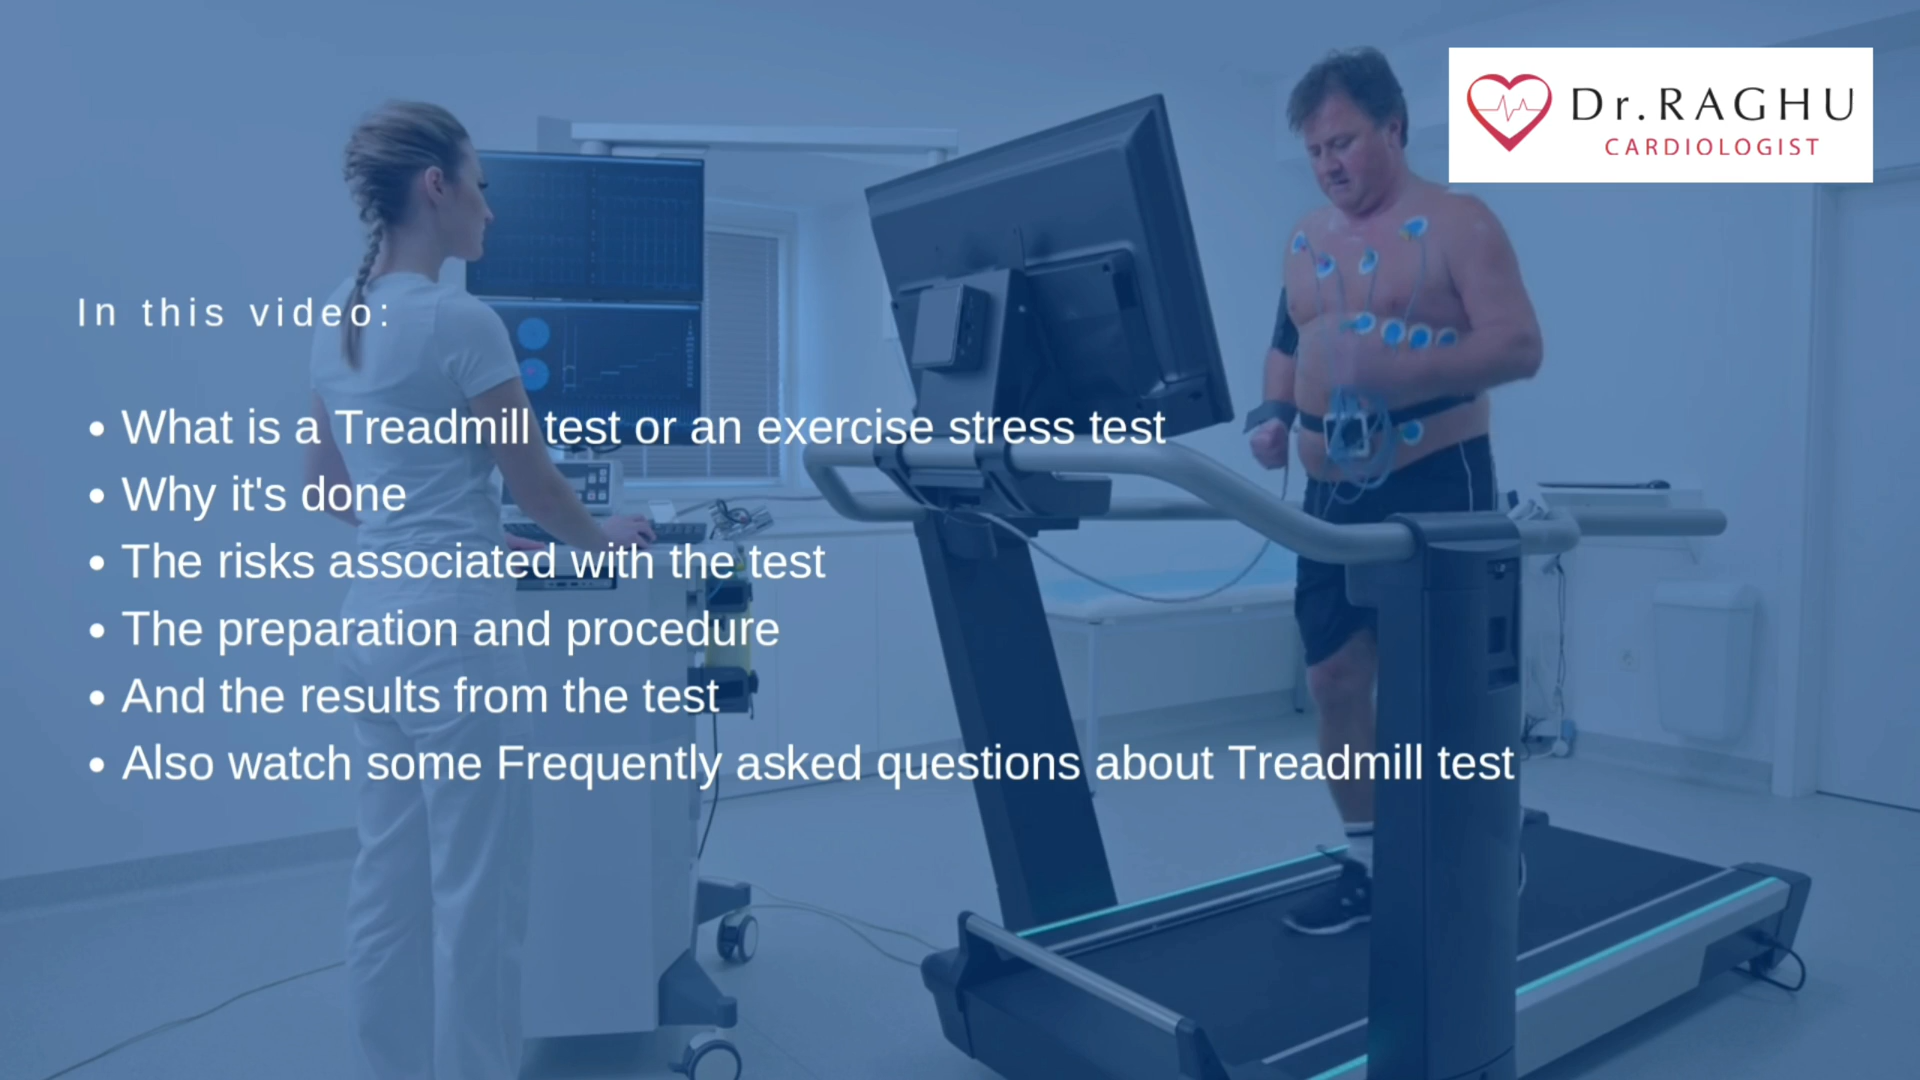 Dr.RAGHU
CARDIOLOGIST
In this video:
• What is a Treadmill test or an exercise stress test
• Why it's done
• The risks associated with the test
• The preparation and procedure
• And the results from the test
• Also watch some Frequently asked questions about Treadmill test